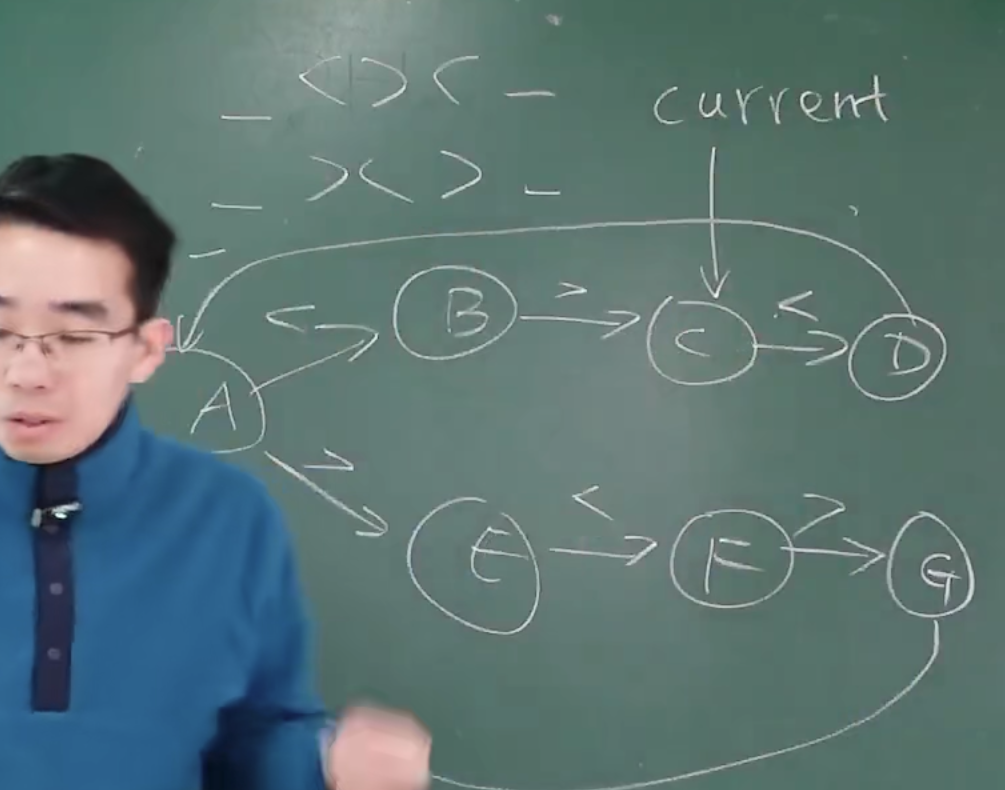 _ < > < _
current
_ > < > _
_
< B > C < D
A
>
E < F > G